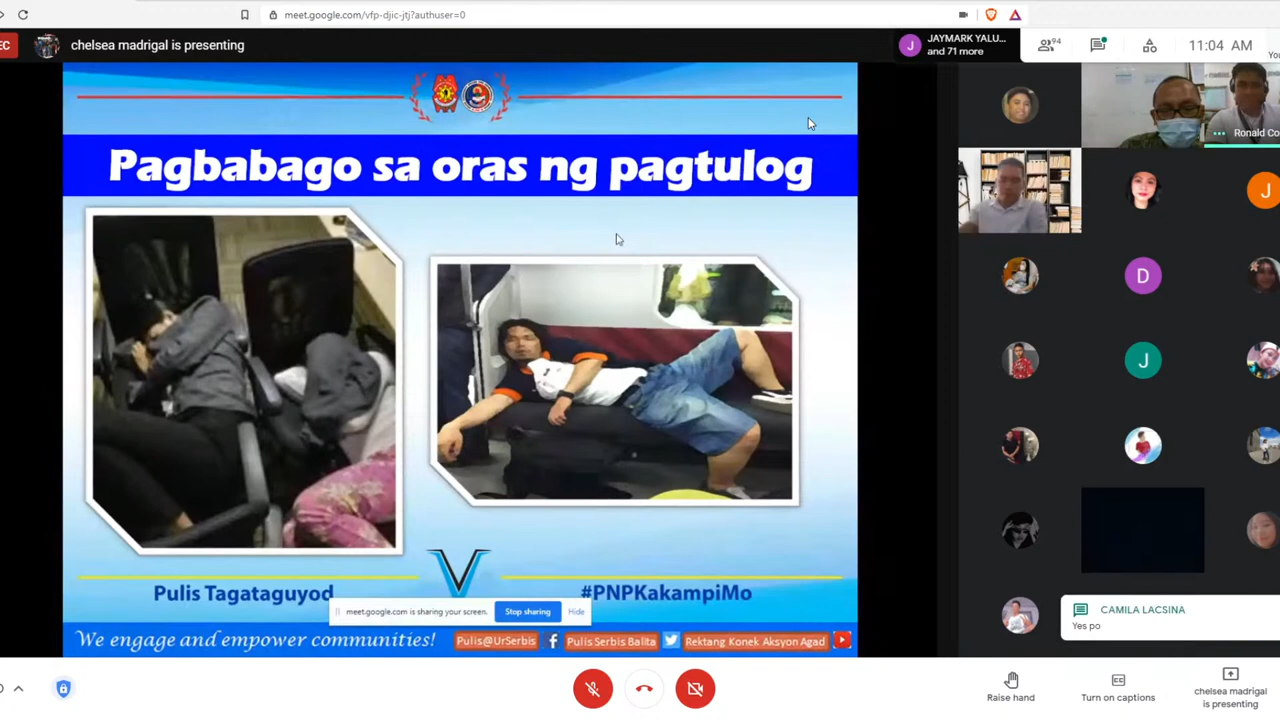 meet.google.com/vfp-djic-jtj?authuser=0
EC
chelsea madrigal is presenting
J
JAYMARK YALU...
and 71 more
94
11:04 AM
You
Pagbabago sa oras ng pagtulog
Ronald Co
J
D
J
Pulis Tagataguyod
V
#PNPKakampiMo
meet.google.com is sharing your screen.
Stop sharing
Hide
We engage and empower communities!
Pulis@UrSerbis
Pulis Serbis Balita
Rektang Konek Aksyon Agad
CAMILA LACSINA
Yes po
Raise hand
Turn on captions
chelsea madrigal
is presenting